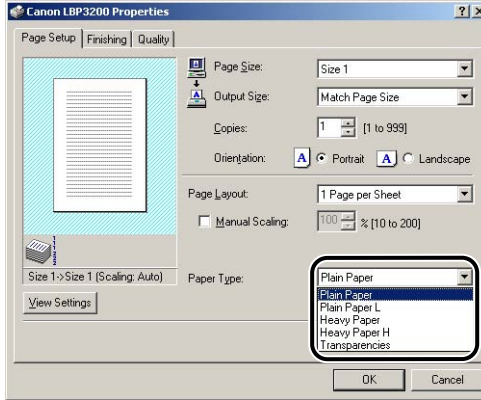 Canon LBP3200 Properties
Page Setup Finishing Quality
Page Size: Size 1
Output Size: Match Page Size
Copies: 1 [1 to 999]
Orientation: A Portrait A Landscape
Page Layout: 1 Page per Sheet
Manual Scaling: 100 % [10 to 200]
Size 1->Size 1 (Scaling: Auto)
Paper Type: Plain Paper
View Settings
Plain Paper
Plain Paper L
Heavy Paper
Heavy Paper H
Transparencies
OK Cancel